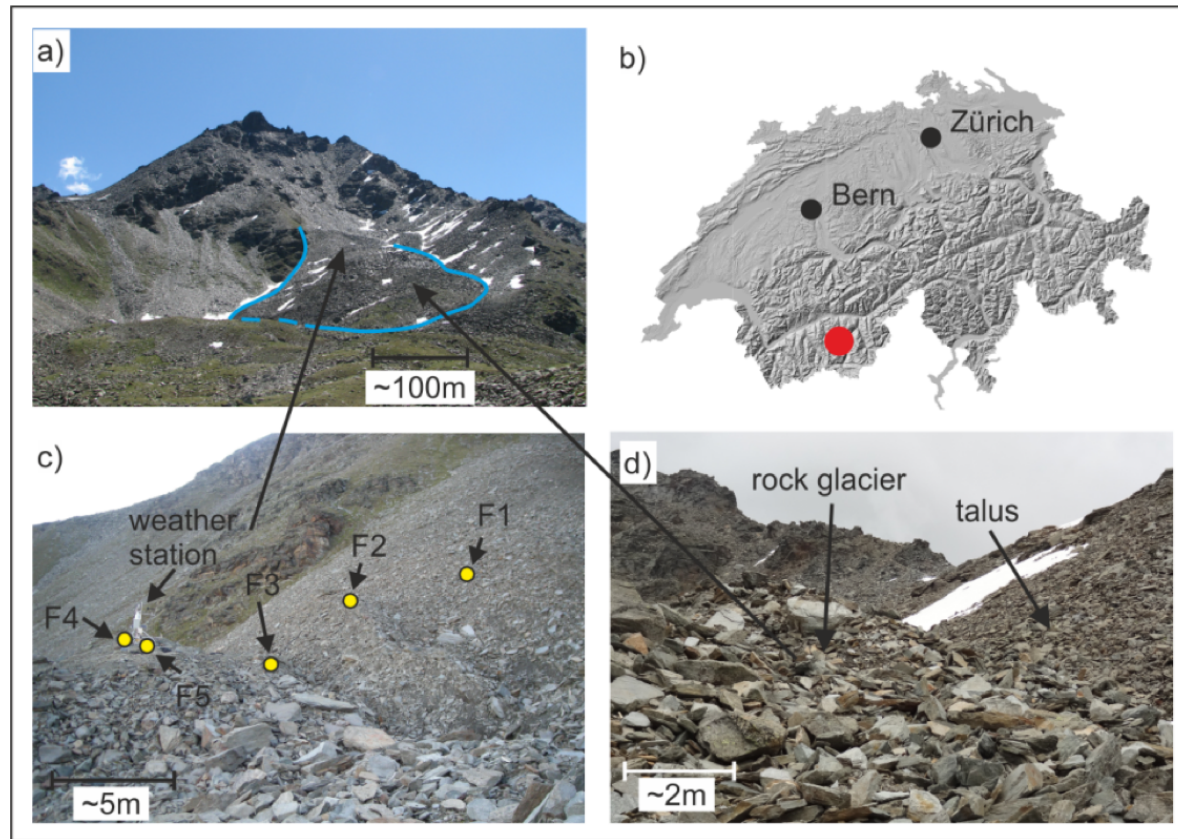 a)
~100m
b)
Zürich
Bern
c)
weather
station
F1
F2
F3
F4
F5
~5m
d)
rock glacier
talus
~2m